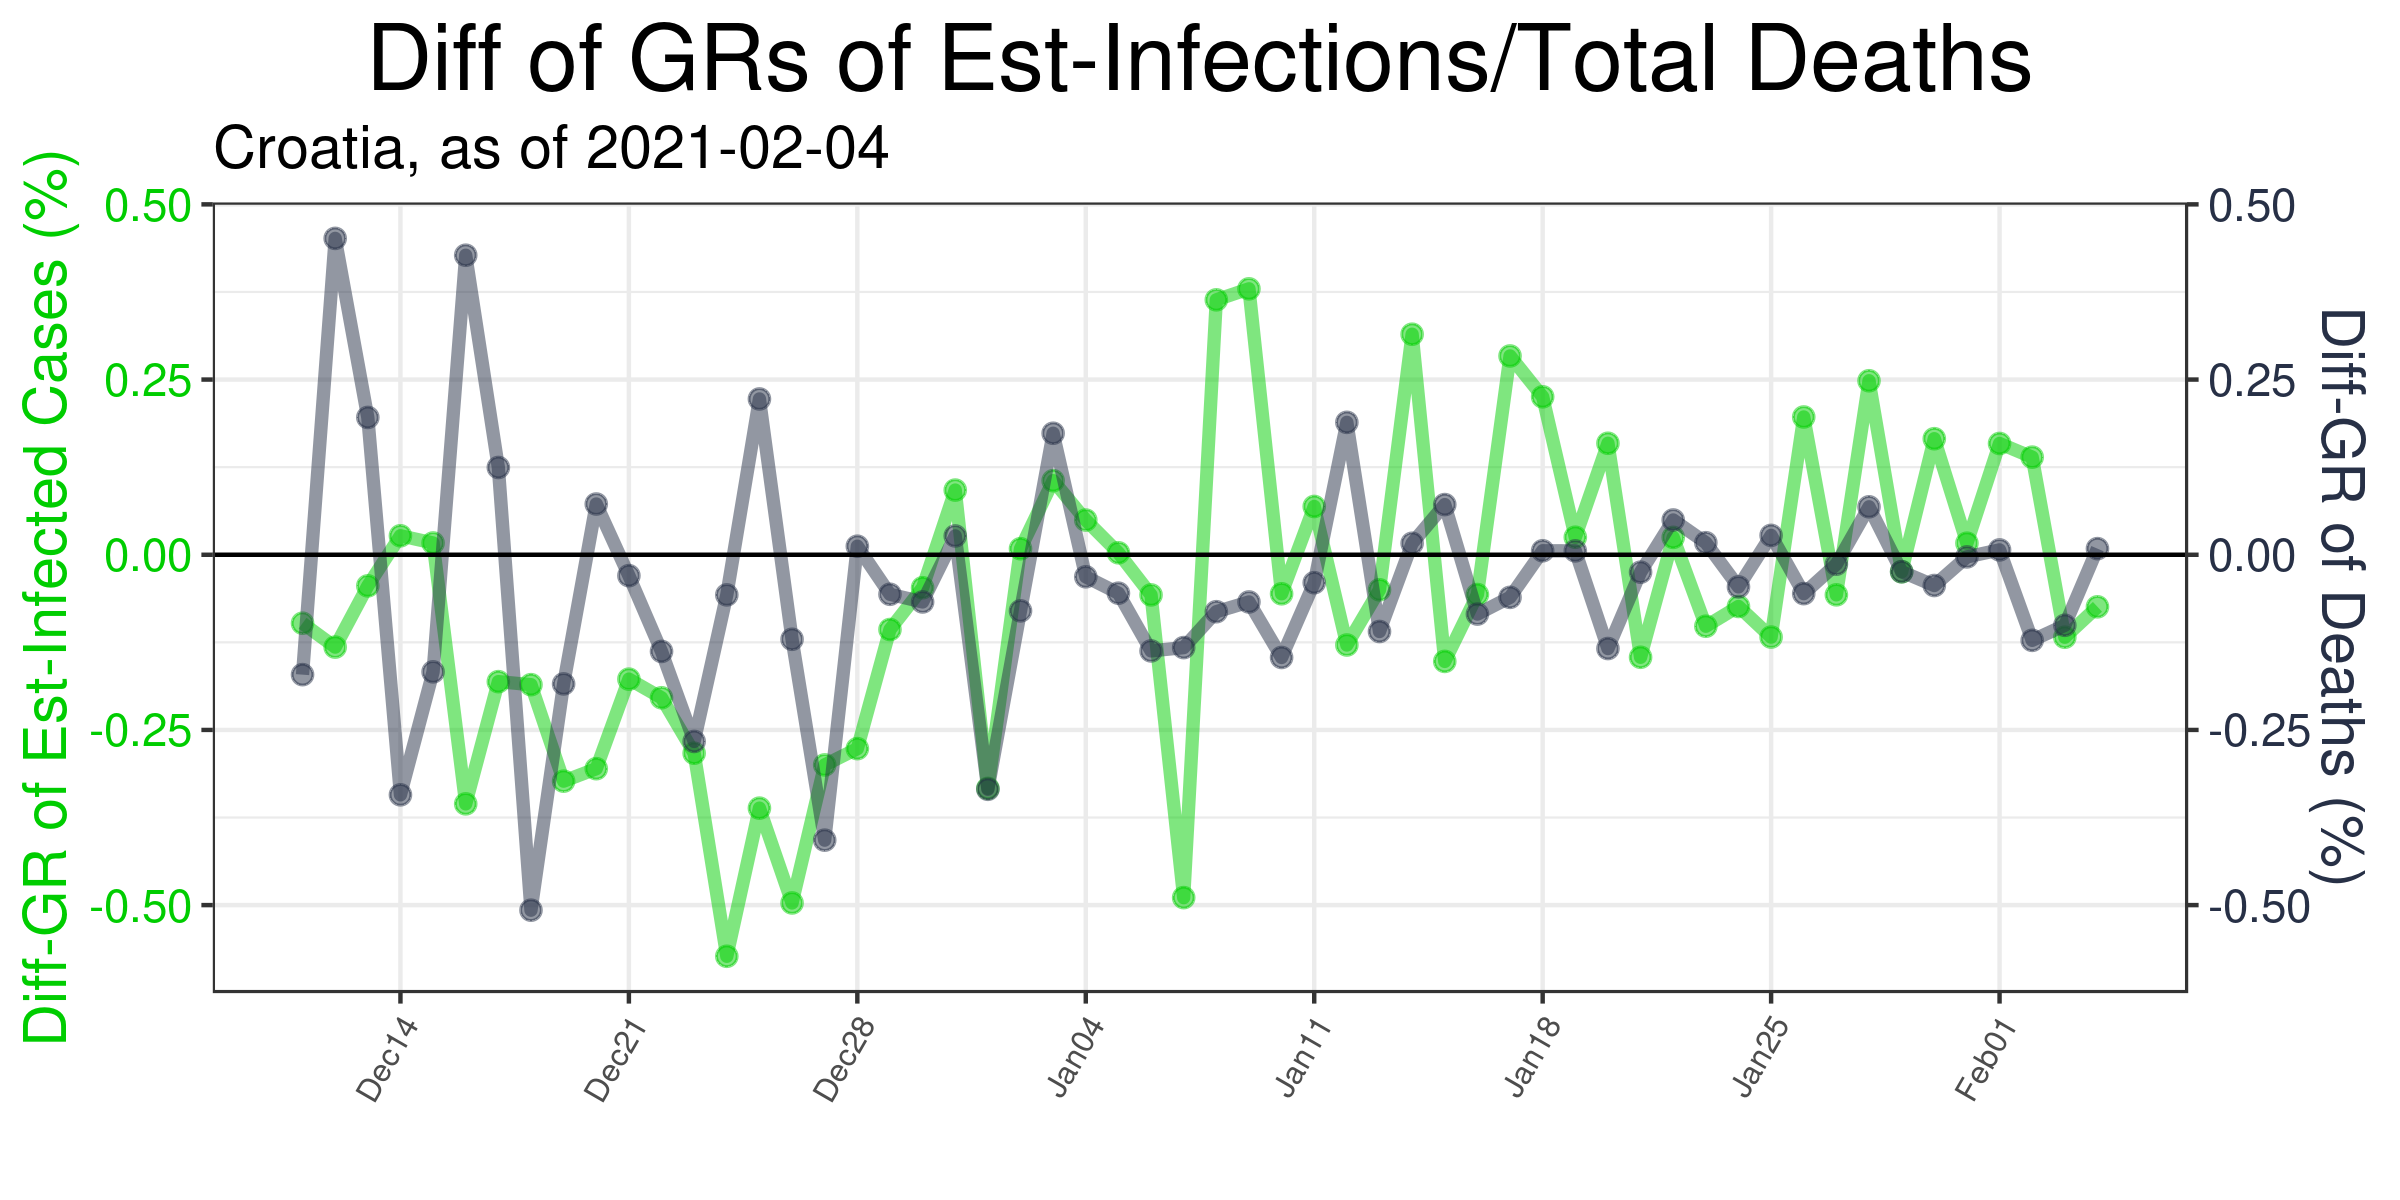 Diff of GRs of Est-Infections/Total Deaths
Croatia, as of 2021-02-04
Diff-GR of Est-Infected Cases (%)
0.50
0.25
0.00
-0.25
-0.50
0.50
0.25
0.00
-0.25
-0.50
Diff-GR of Deaths (%)
Dec14
Dec21
Dec28
Jan04
Jan11
Jan18
Jan25
Feb01